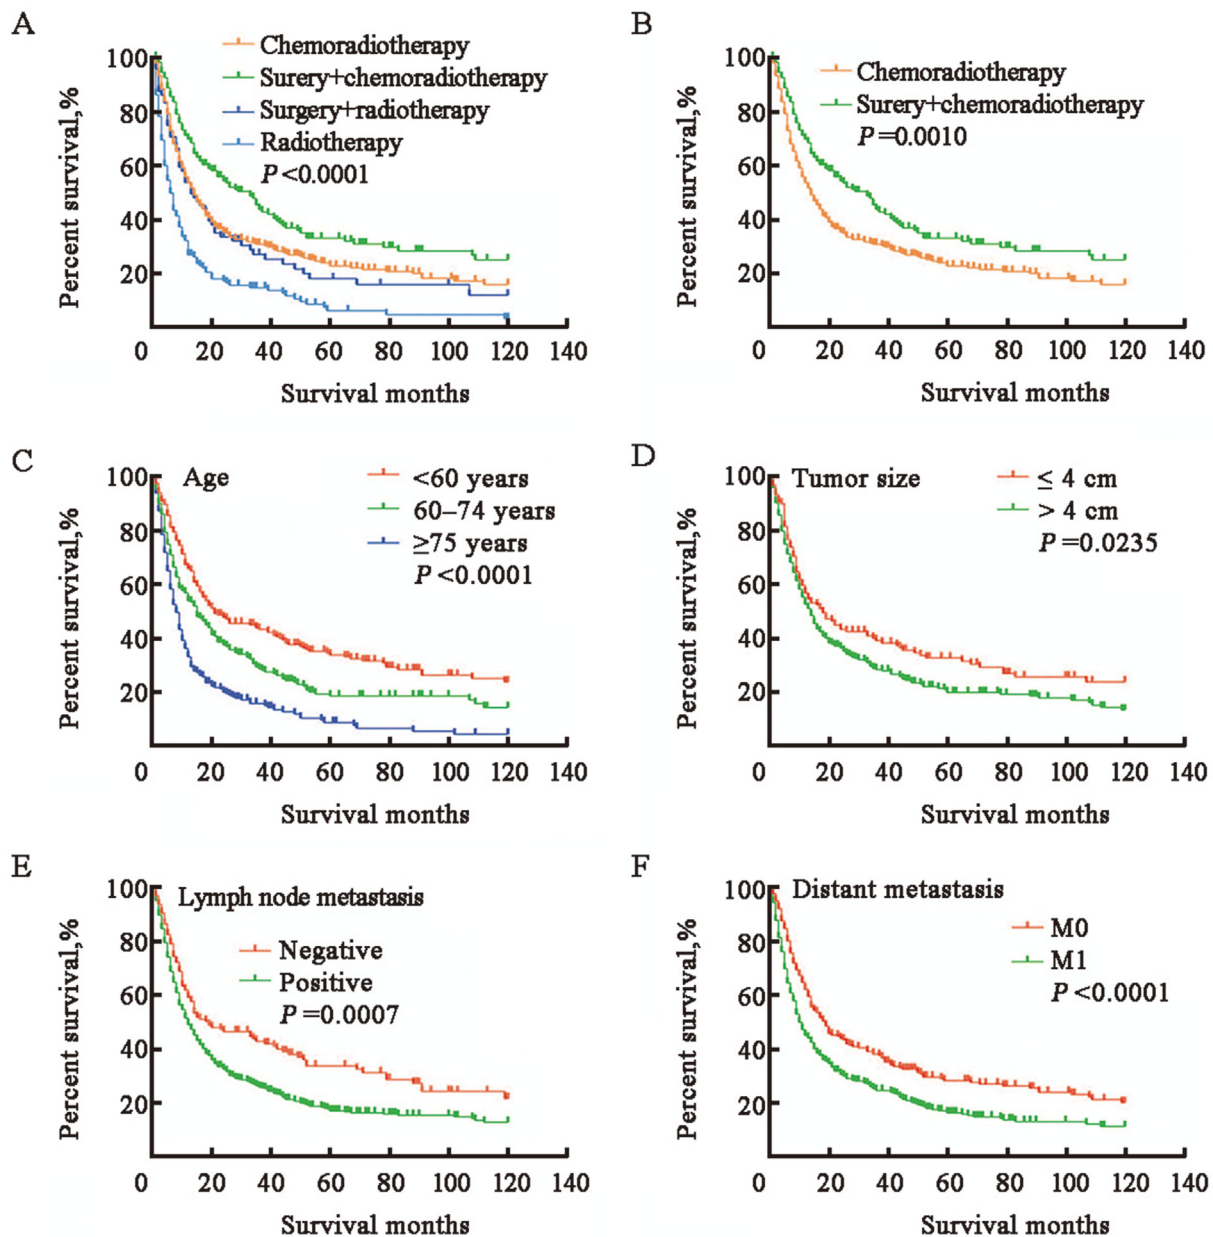 A
Chemoradiotherapy
Surery+chemoradiotherapy
Surgery+radiotherapy
Radiotherapy
P<0.0001
Percent survival,%
100
80
60
40
20
0 20 40 60 80 100 120 140
Survival months
B
Chemoradiotherapy
Surery+chemoradiotherapy
P=0.0010
Percent survival,%
100
80
60
40
20
0 20 40 60 80 100 120 140
Survival months
C
Age
<60 years
60–74 years
≥75 years
P<0.0001
Percent survival,%
100
80
60
40
20
0 20 40 60 80 100 120 140
Survival months
D
Tumor size
≤ 4 cm
> 4 cm
P=0.0235
Percent survival,%
100
80
60
40
20
0 20 40 60 80 100 120 140
Survival months
E
Lymph node metastasis
Negative
Positive
P=0.0007
Percent survival,%
100
80
60
40
20
0 20 40 60 80 100 120 140
Survival months
F
Distant metastasis
M0
M1
P<0.0001
Percent survival,%
100
80
60
40
20
0 20 40 60 80 100 120 140
Survival months